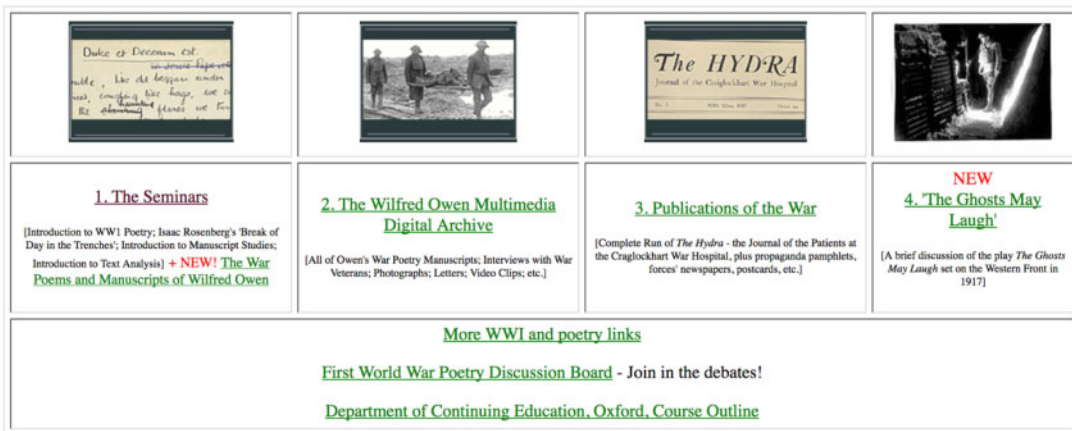 Dulce et Decorum est.
The HYDRA
Journal of the Craiglockhart War Hospital
1. The Seminars
[Introduction to WW1 Poetry; Isaac Rosenberg's 'Break of
Day in the Trenches'; Introduction to Manuscript Studies;
Introduction to Text Analysis] + NEW! The War
Poems and Manuscripts of Wilfred Owen
2. The Wilfred Owen Multimedia
Digital Archive
[All of Owen's War Poetry Manuscripts; Interviews with War
Veterans; Photographs; Letters; Video Clips; etc.]
3. Publications of the War
[Complete Run of The Hydra - the Journal of the Patients at
the Craglockhart War Hospital, plus propaganda pamphlets,
forces' newspapers, postcards, etc.]
NEW
4. 'The Ghosts May
Laugh'
[A brief discussion of the play The Ghosts
May Laugh set on the Western Front in
1917]
More WWI and poetry links
First World War Poetry Discussion Board - Join in the debates!
Department of Continuing Education, Oxford, Course Outline